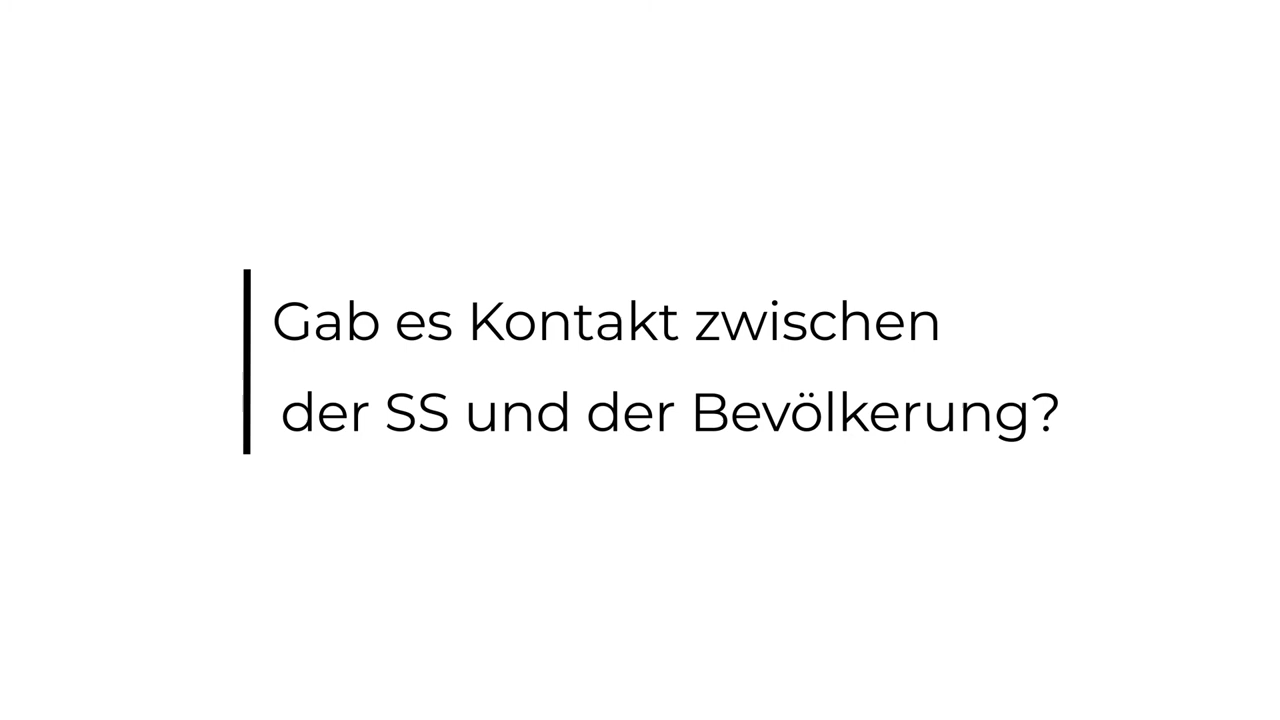 Gab es Kontakt zwischen
der SS und der Bevölkerung?